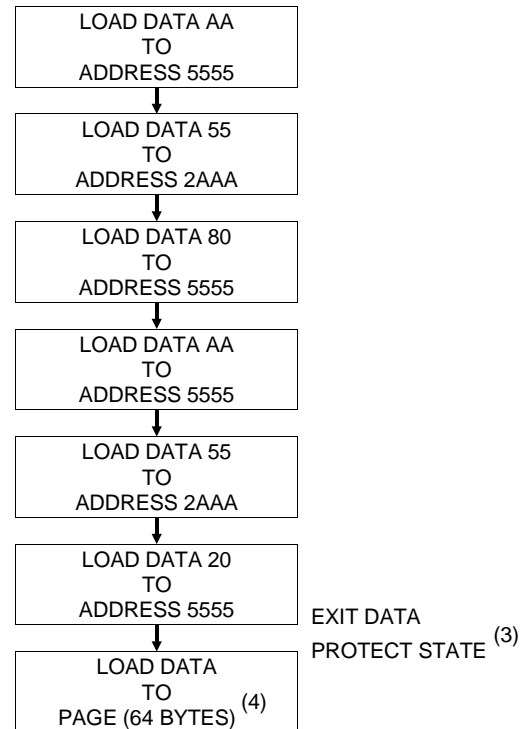 LOAD DATA AA
TO
ADDRESS 5555
LOAD DATA 55
TO
ADDRESS 2AAA
LOAD DATA 80
TO
ADDRESS 5555
LOAD DATA AA
TO
ADDRESS 5555
LOAD DATA 55
TO
ADDRESS 2AAA
LOAD DATA 20
TO
ADDRESS 5555
EXIT DATA
PROTECT STATE (3)
LOAD DATA
TO
PAGE (64 BYTES) (4)